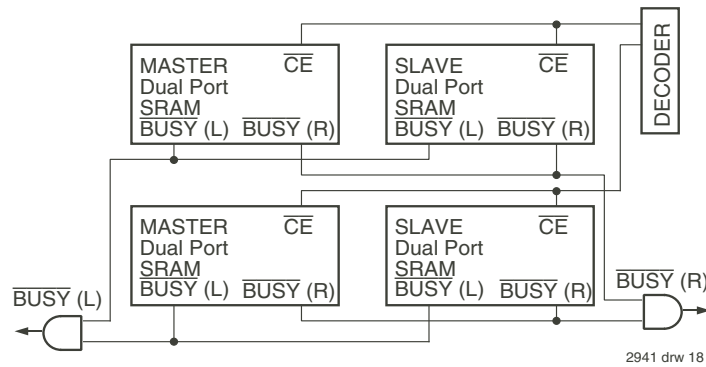 MASTER
Dual Port
SRAM
BUSY (L) BUSY (R)
CE
SLAVE
Dual Port
SRAM
BUSY (L) BUSY (R)
CE
DECODER
MASTER
Dual Port
SRAM
BUSY (L) BUSY (R)
CE
SLAVE
Dual Port
SRAM
BUSY (L) BUSY (R)
CE
BUSY (L)
BUSY (R)
2941 drw 18